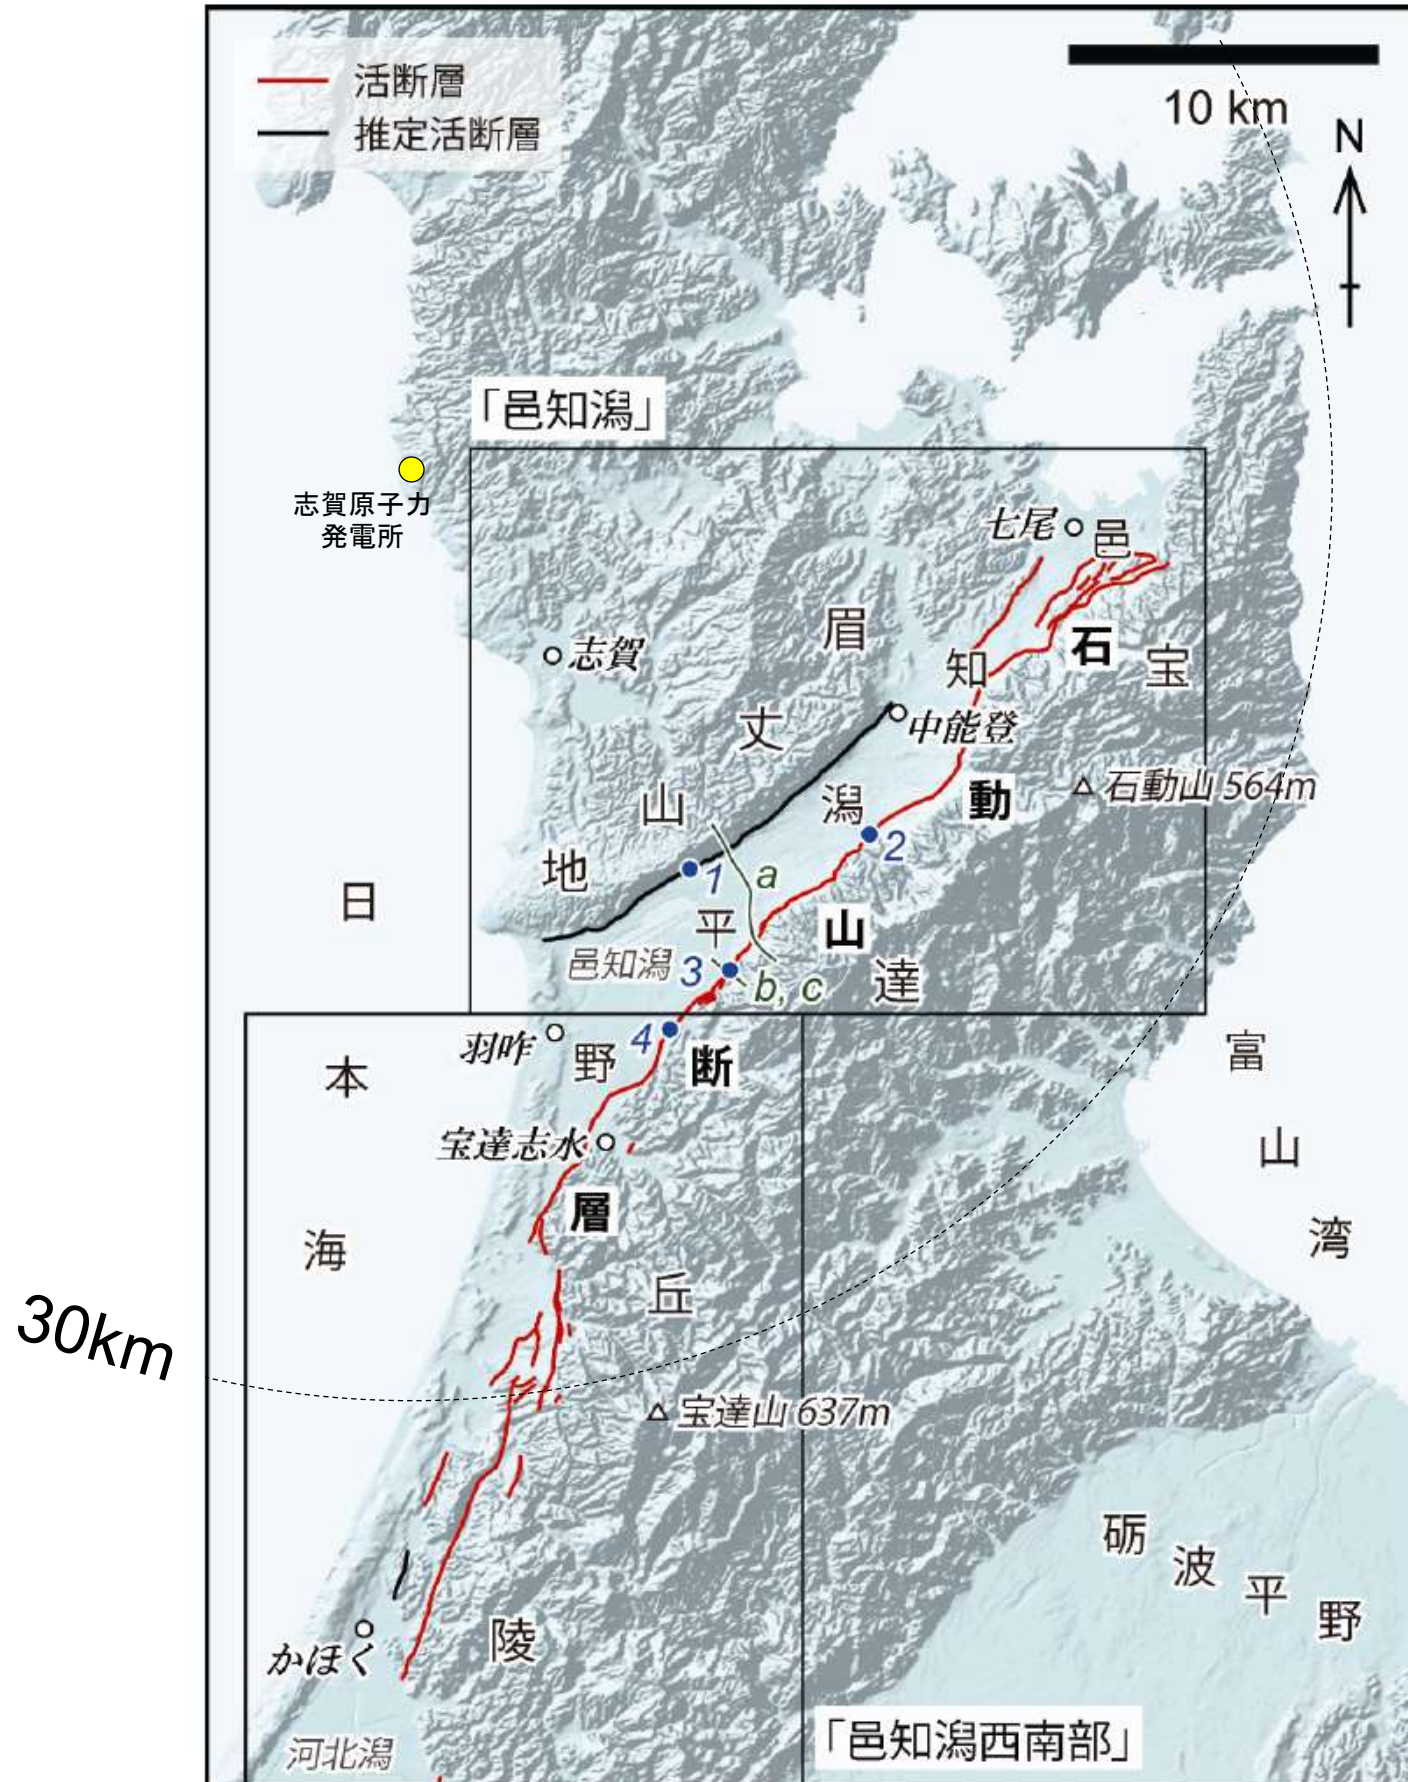 活断層
推定活断層
10 km
N
「邑知潟」
志賀原子力
発電所
七尾
邑
眉
石
志賀
知
宝
丈
中能登
山
潟
動
石動山 564m
2
地
1
a
日
平
山
邑知潟
3
達
b, c
羽咋
野
4
断
富
本
宝達志水
山
層
海
湾
丘
30km
宝達山 637m
砺
波
平
野
かほく
陵
河北潟
「邑知潟西南部」